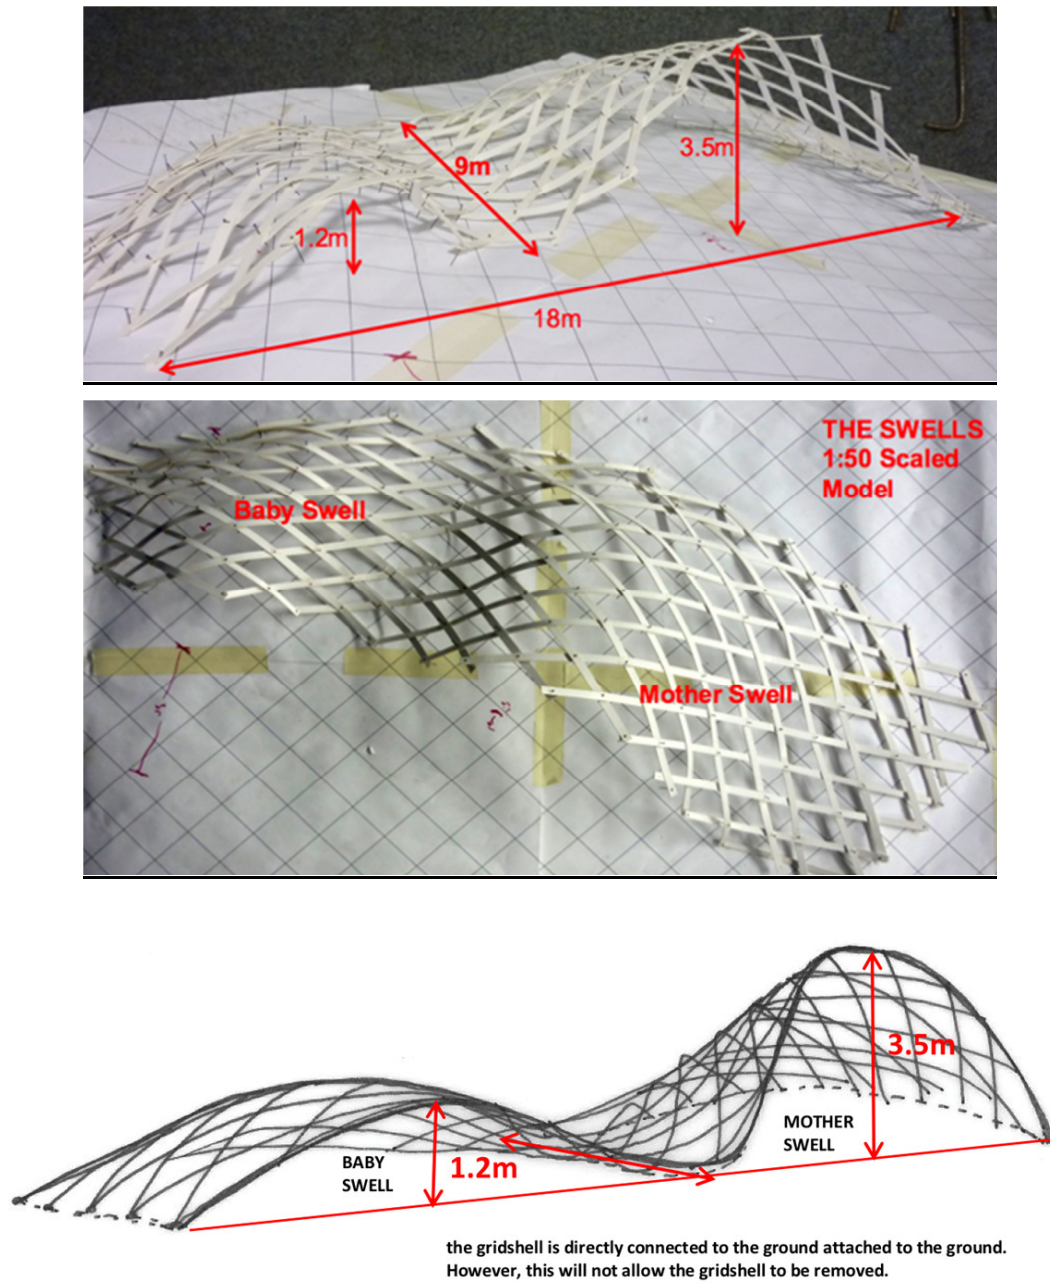 3.5m
9m
1.2m
18m
THE SWELLS
1:50 Scaled
Model
Baby Swell
Mother Swell
3.5m
MOTHER
SWELL
BABY
SWELL
1.2m
the gridshell is directly connected to the ground attached to the ground.
However, this will not allow the gridshell to be removed.